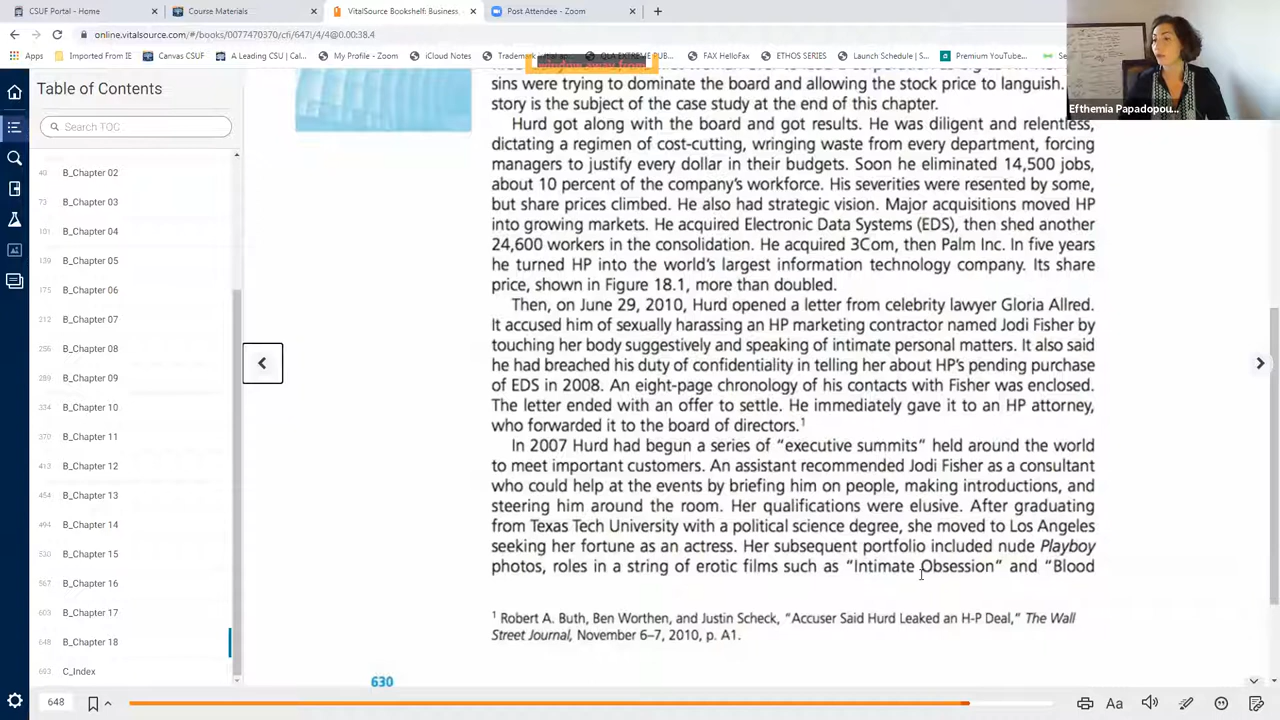 CSUF Portal - Home
Course Materials
VitalSource Bookshelf: Business,
Post Attendee - Zoom
online.vitalsource.com/#/books/0077470370/cfi/647!/4/4@0.00:38.4
Apps
Imported From IE
Canvas CSUF
A Leading CSU | Cal...
My Profile - Zoom
iCloud Notes
FAX HelloFax
ETHOS SERIES
Launch Schedule | S...
Premium YouTube...
Efthemia Papadopou...
Table of Contents
Search TOC
40 B_Chapter 02
73 B_Chapter 03
101 B_Chapter 04
139 B_Chapter 05
175 B_Chapter 06
212 B_Chapter 07
256 B_Chapter 08
289 B_Chapter 09
334 B_Chapter 10
370 B_Chapter 11
413 B_Chapter 12
454 B_Chapter 13
494 B_Chapter 14
530 B_Chapter 15
B_Chapter 16
B_Chapter 17
648 B_Chapter 18
693 C_Index
sins were trying to dominate the board and allowing the stock price to languish.
story is the subject of the case study at the end of this chapter.
Hurd got along with the board and got results. He was diligent and relentless,
dictating a regimen of cost-cutting, wringing waste from every department, forcing
managers to justify every dollar in their budgets. Soon he eliminated 14,500 jobs,
about 10 percent of the company's workforce. His severities were resented by some,
but share prices climbed. He also had strategic vision. Major acquisitions moved HP
into growing markets. He acquired Electronic Data Systems (EDS), then shed another
24,600 workers in the consolidation. He acquired 3Com, then Palm Inc. In five years
he turned HP into the world's largest information technology company. Its share
price, shown in Figure 18.1, more than doubled.
Then, on June 29, 2010, Hurd opened a letter from celebrity lawyer Gloria Allred.
It accused him of sexually harassing an HP marketing contractor named Jodi Fisher by
touching her body suggestively and speaking of intimate personal matters. It also said
he had breached his duty of confidentiality in telling her about HP's pending purchase
of EDS in 2008. An eight-page chronology of his contacts with Fisher was enclosed.
The letter ended with an offer to settle. He immediately gave it to an HP attorney,
who forwarded it to the board of directors.1
In 2007 Hurd had begun a series of "executive summits" held around the world
to meet important customers. An assistant recommended Jodi Fisher as a consultant
who could help at the events by briefing him on people, making introductions, and
steering him around the room. Her qualifications were elusive. After graduating
from Texas Tech University with a political science degree, she moved to Los Angeles
seeking her fortune as an actress. Her subsequent portfolio included nude Playboy
photos, roles in a string of erotic films such as "Intimate Obsession" and "Blood
1 Robert A. Buth, Ben Worthen, and Justin Scheck, "Accuser Said Hurd Leaked an H-P Deal," The Wall
Street Journal, November 6–7, 2010, p. A1.
630
648
Aa